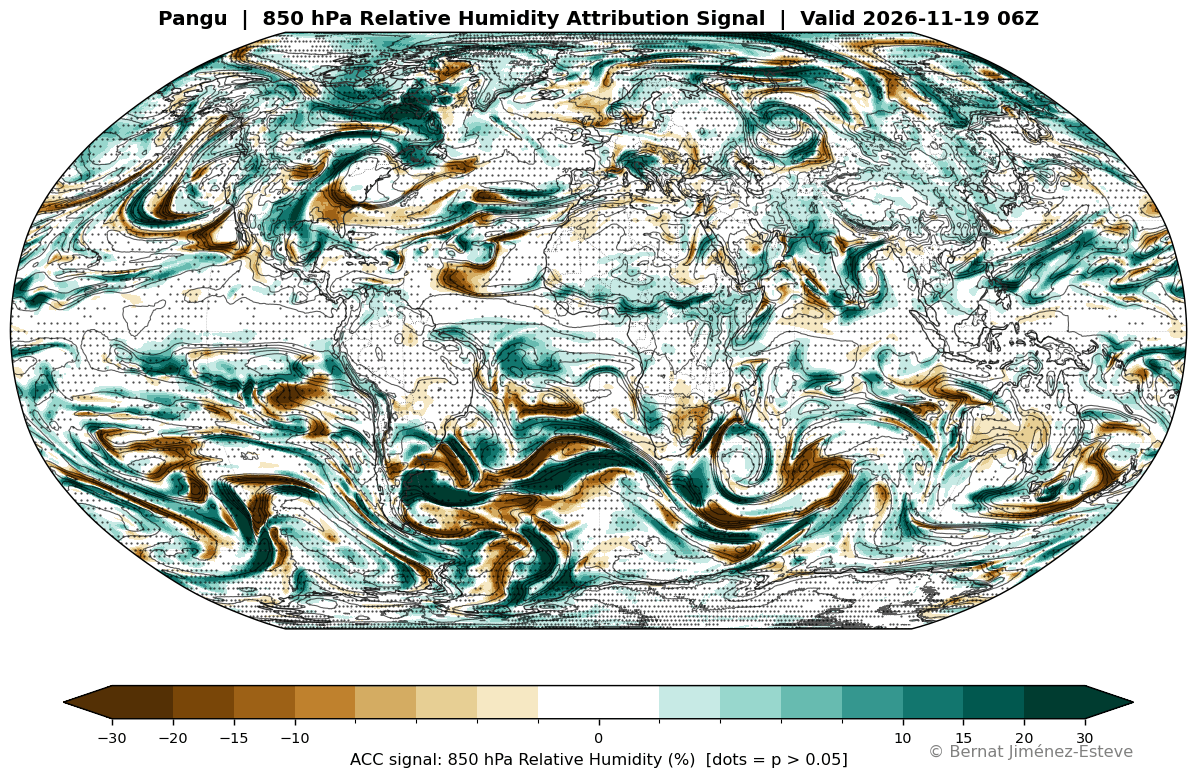 Pangu | 850 hPa Relative Humidity Attribution Signal | Valid 2026-11-19 06Z
−30 −20 −15 −10 0 10 15 20 30
ACC signal: 850 hPa Relative Humidity (%) [dots = p > 0.05]
© Bernat Jiménez-Esteve